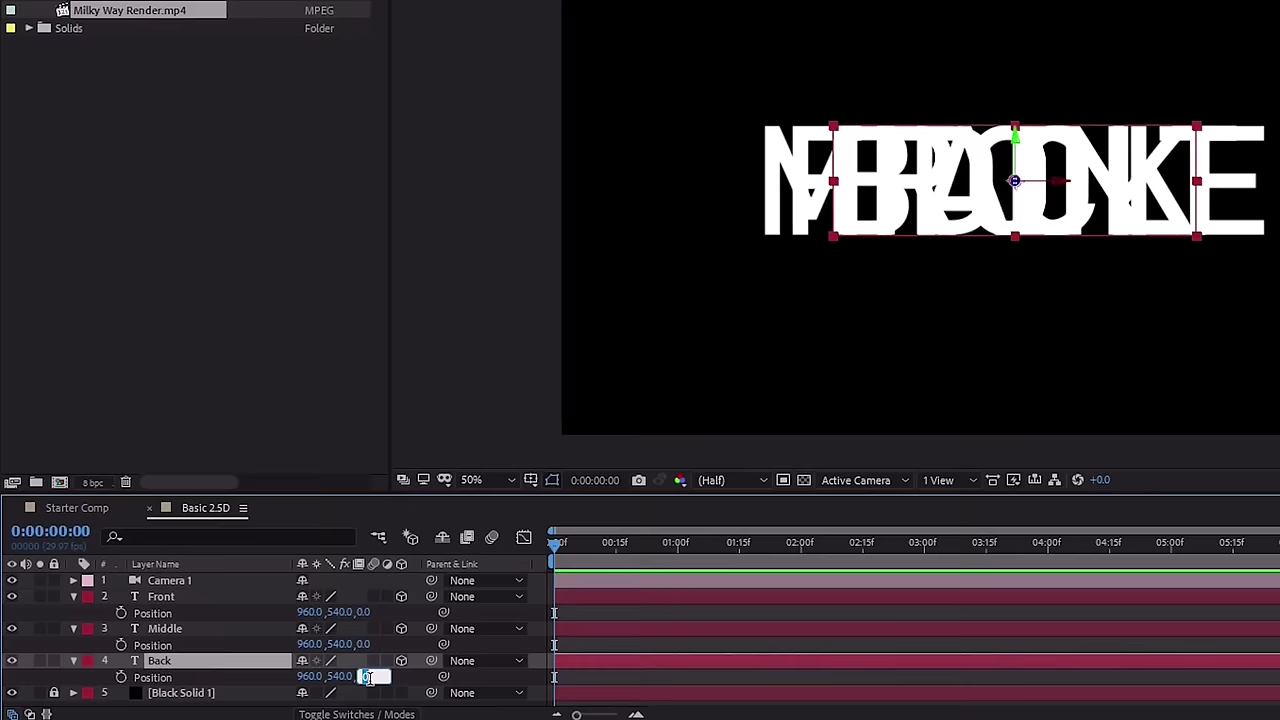 Milky Way Render.mp4 MPEG
Solids Folder
8 bpc 50% 0:00:00:00 (Half) Active Camera 1 View +0.0
Starter Comp × Basic 2.5D
0:00:00:00
00000 (29.97 fps)
00:15f 01:00f 01:15f 02:00f 02:15f 03:00f 03:15f 04:00f 04:15f 05:00f 05:15f
# . Layer Name fx Parent & Link
1 Camera 1 None
2 T Front None
Position 960.0,540.0,0.0
3 T Middle None
Position 960.0,540.0,0.0
4 T Back None
Position 960.0,540.0,
5 [Black Solid 1] None
Toggle Switches / Modes